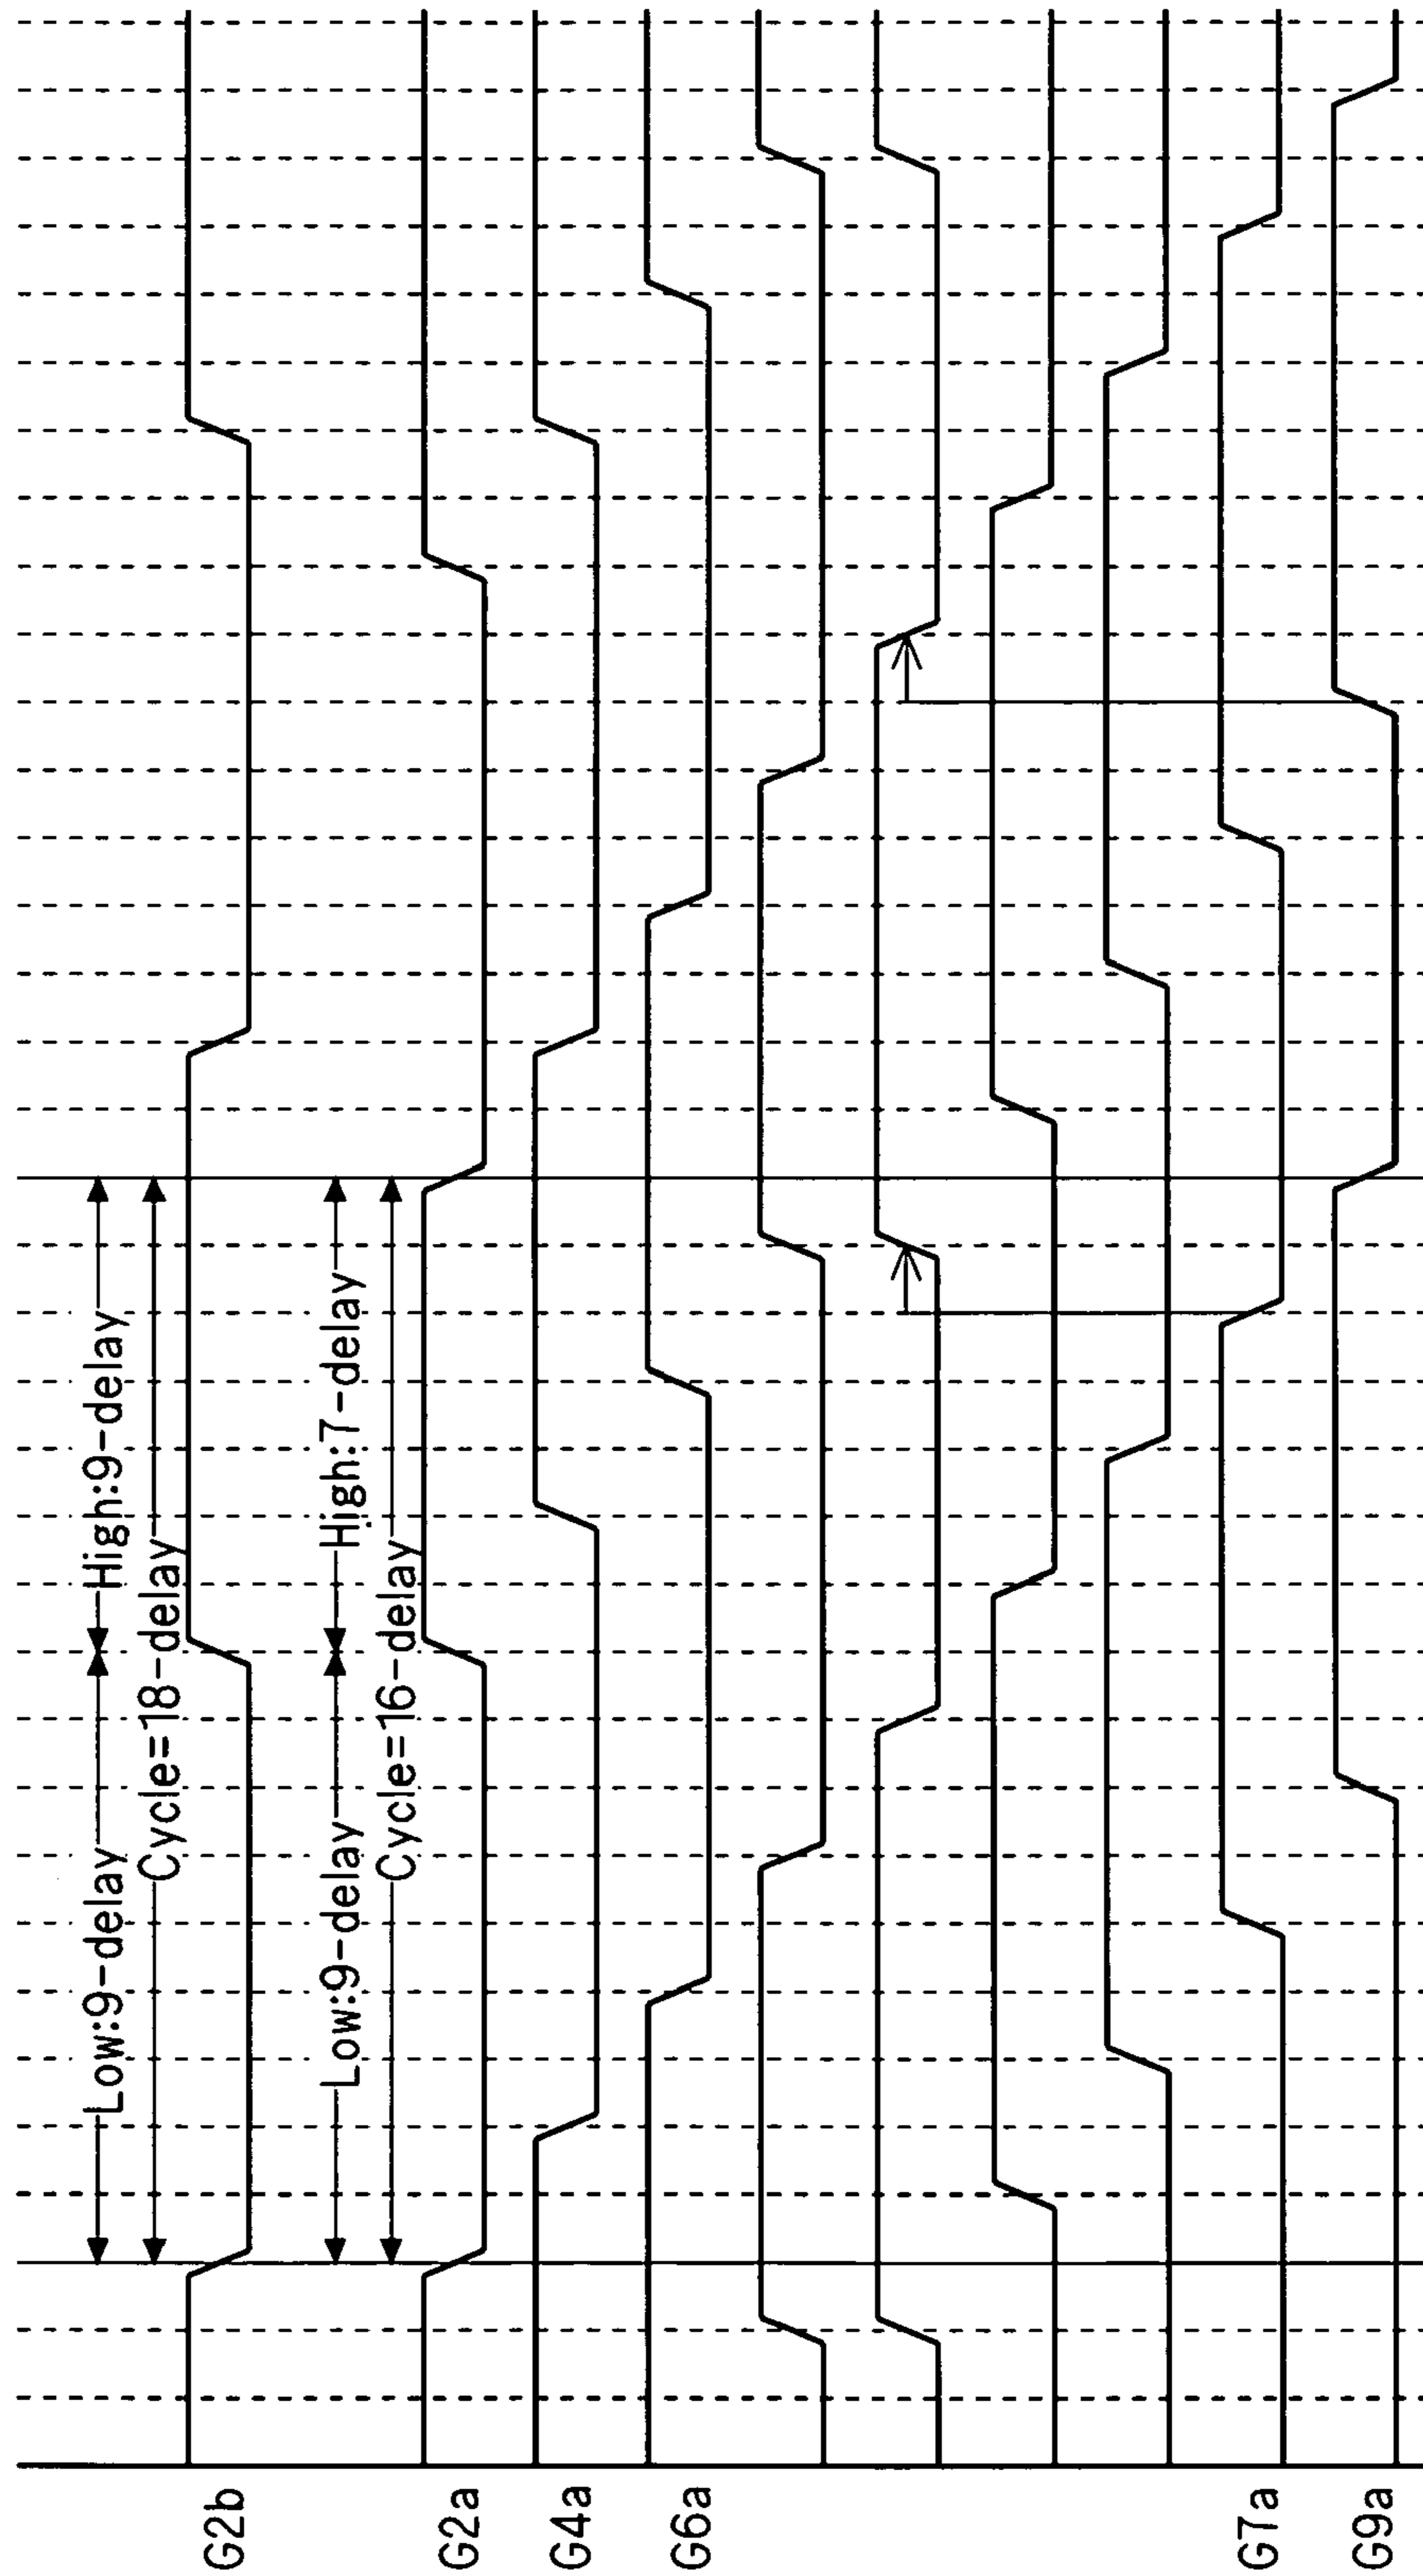 Low:9-delay High:9-delay
Cycle=18-delay
G2b
Low:9-delay High:7-delay
Cycle=16-delay
G2a
G4a
G6a
G7a
G9a